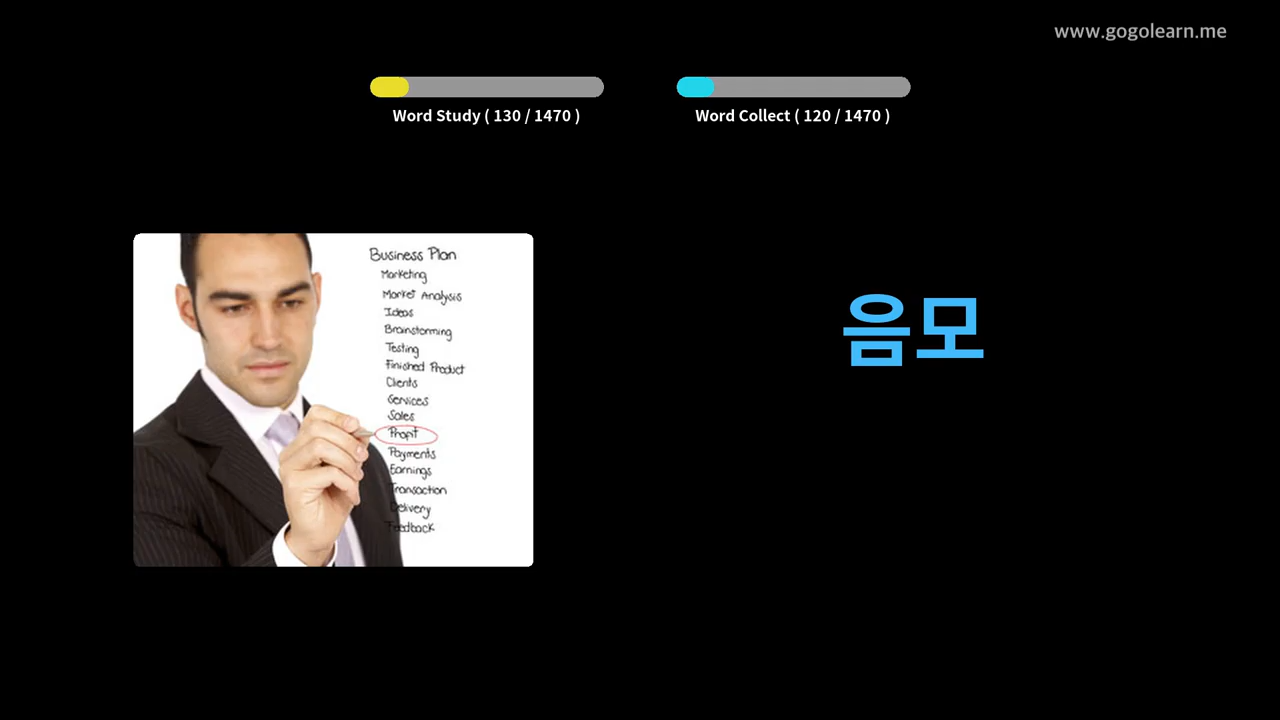 www.gogolearn.me
Word Study ( 130 / 1470 )
Word Collect ( 120 / 1470 )
Business Plan
Marketing
Market Analysis
Ideas
Brainstorming
Testing
Finished Product
Clients
Services
Sales
Profit
Payments
Earnings
Transaction
Delivery
Feedback
음모